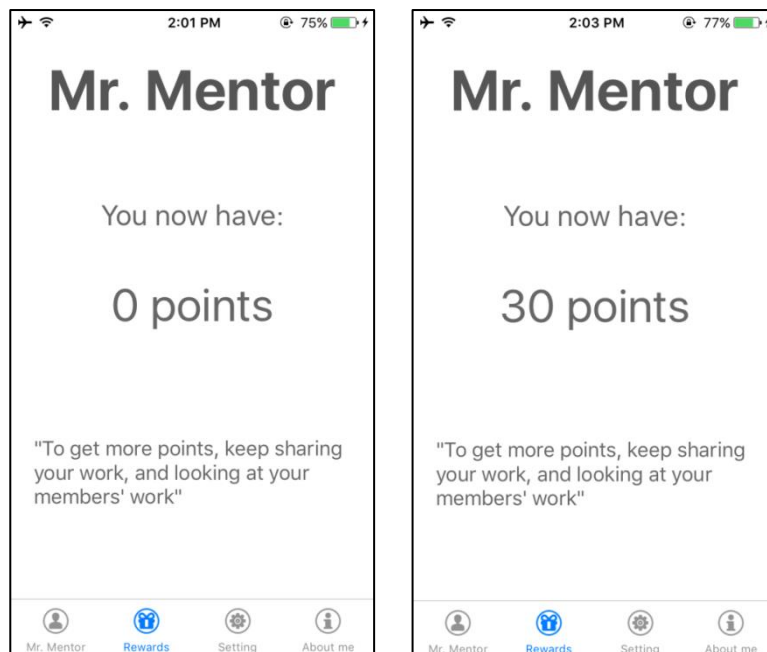 2:01 PM
75%
Mr. Mentor
You now have:
0 points
"To get more points, keep sharing
your work, and looking at your
members' work"
Mr. Mentor
Rewards
Setting
About me
2:03 PM
77%
Mr. Mentor
You now have:
30 points
"To get more points, keep sharing
your work, and looking at your
members' work"
Mr. Mentor
Rewards
Setting
About me